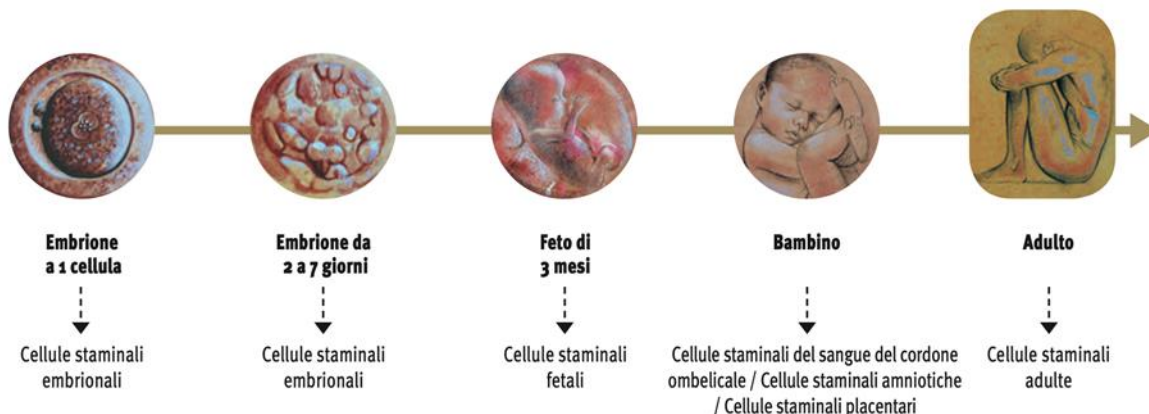 Embrione
a 1 cellula
Embrione da
2 a 7 giorni
Feto di
3 mesi
Bambino
Adulto
Cellule staminali
embrionali
Cellule staminali
embrionali
Cellule staminali
fetali
Cellule staminali del sangue del cordone
ombelicale / Cellule staminali amniotiche
/ Cellule staminali placentari
Cellule staminali
adulte